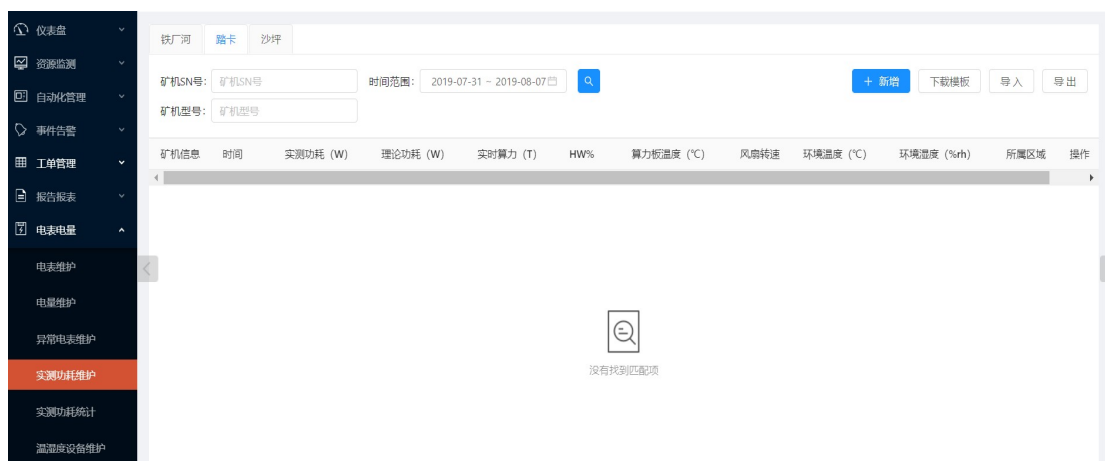 仪表盘
资源监测
自动化管理
事件告警
工单管理
报告报表
电表电量
电表维护
电量维护
异常电表维护
实测功耗维护
实测功耗统计
温湿度设备维护
铁厂河 踏卡 沙坪
矿机SN号: 矿机SN号 时间范围: 2019-07-31 ~ 2019-08-07 + 新增 下载模板 导入 导出
矿机型号: 矿机型号
矿机信息 时间 实测功耗 (W) 理论功耗 (W) 实时算力 (T) HW% 算力板温度 (℃) 风扇转速 环境温度 (℃) 环境湿度 (%rh) 所属区域 操作
没有找到匹配项